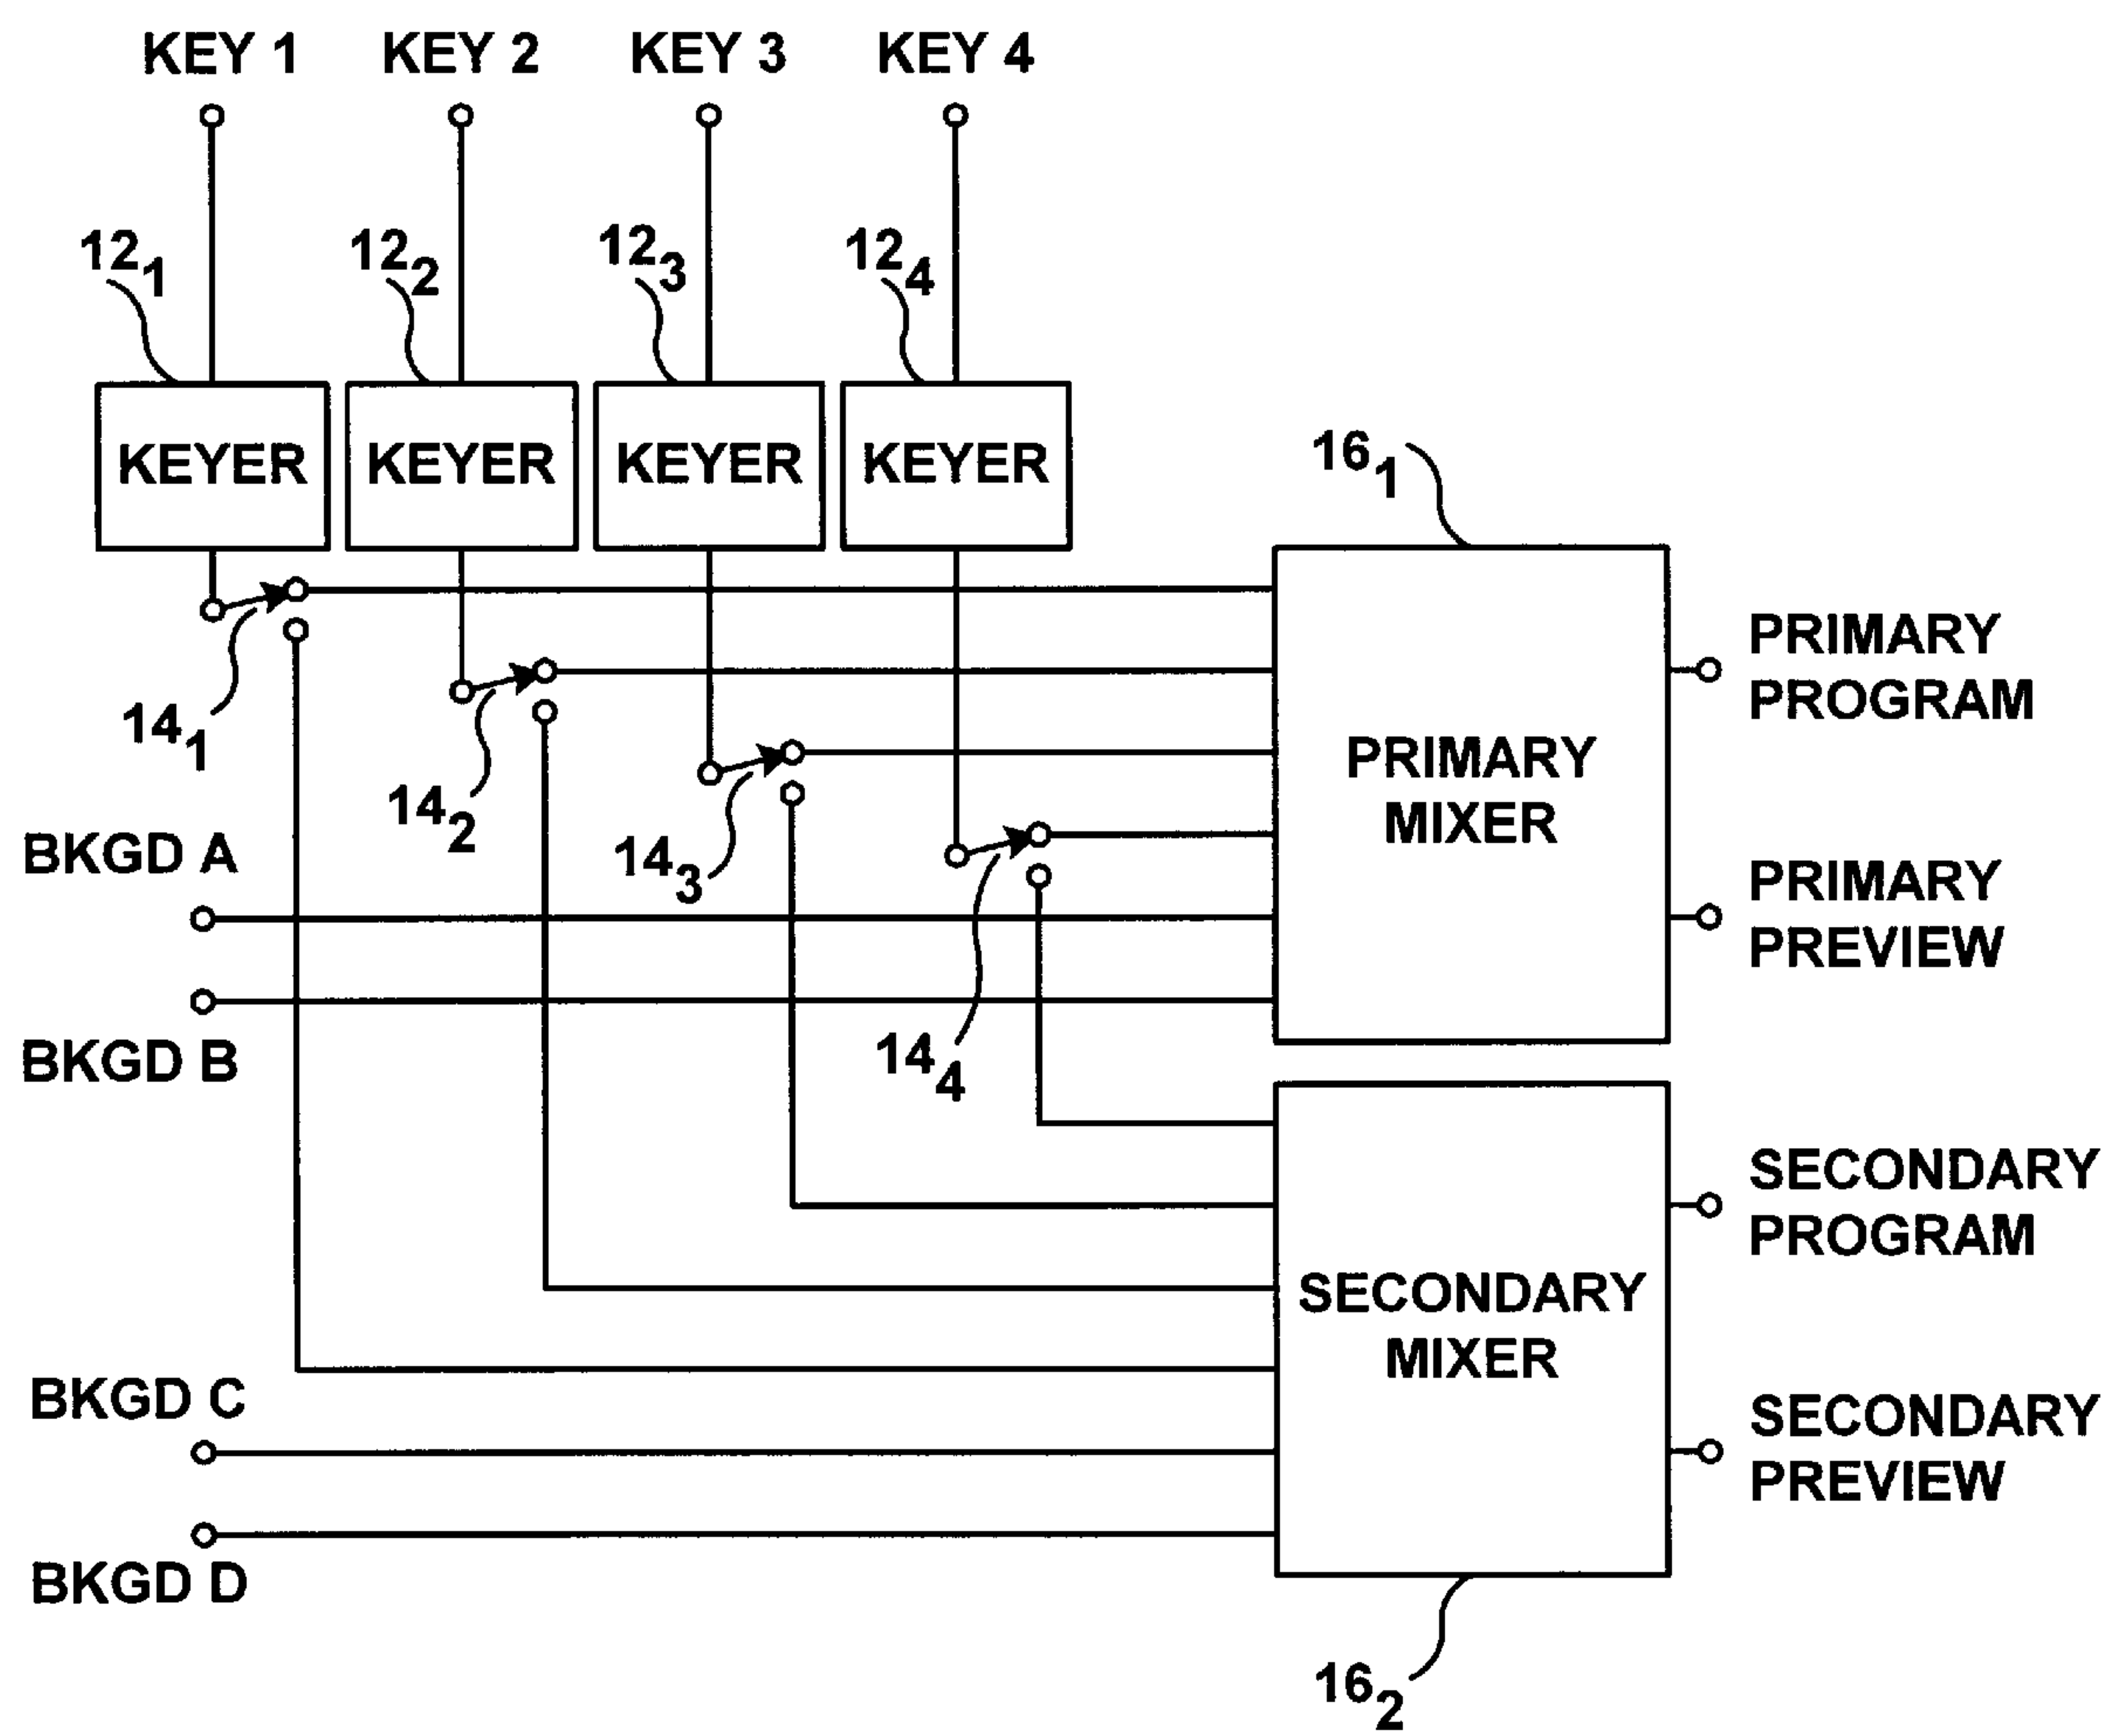 KEY 1 KEY 2 KEY 3 KEY 4
12₁ 12₂ 12₃ 12₄
KEYER KEYER KEYER KEYER
16₁
14₁
14₂
14₃
14₄
PRIMARY
MIXER
PRIMARY
PROGRAM
PRIMARY
PREVIEW
BKGD A
BKGD B
SECONDARY
MIXER
SECONDARY
PROGRAM
SECONDARY
PREVIEW
BKGD C
BKGD D
16₂